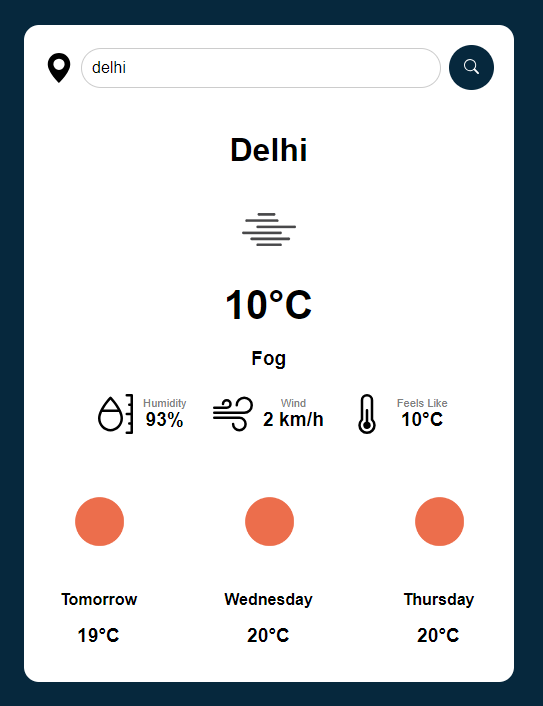 delhi
Delhi
10°C
Fog
Humidity Wind Feels Like
93% 2 km/h 10°C
Tomorrow Wednesday Thursday
19°C 20°C 20°C